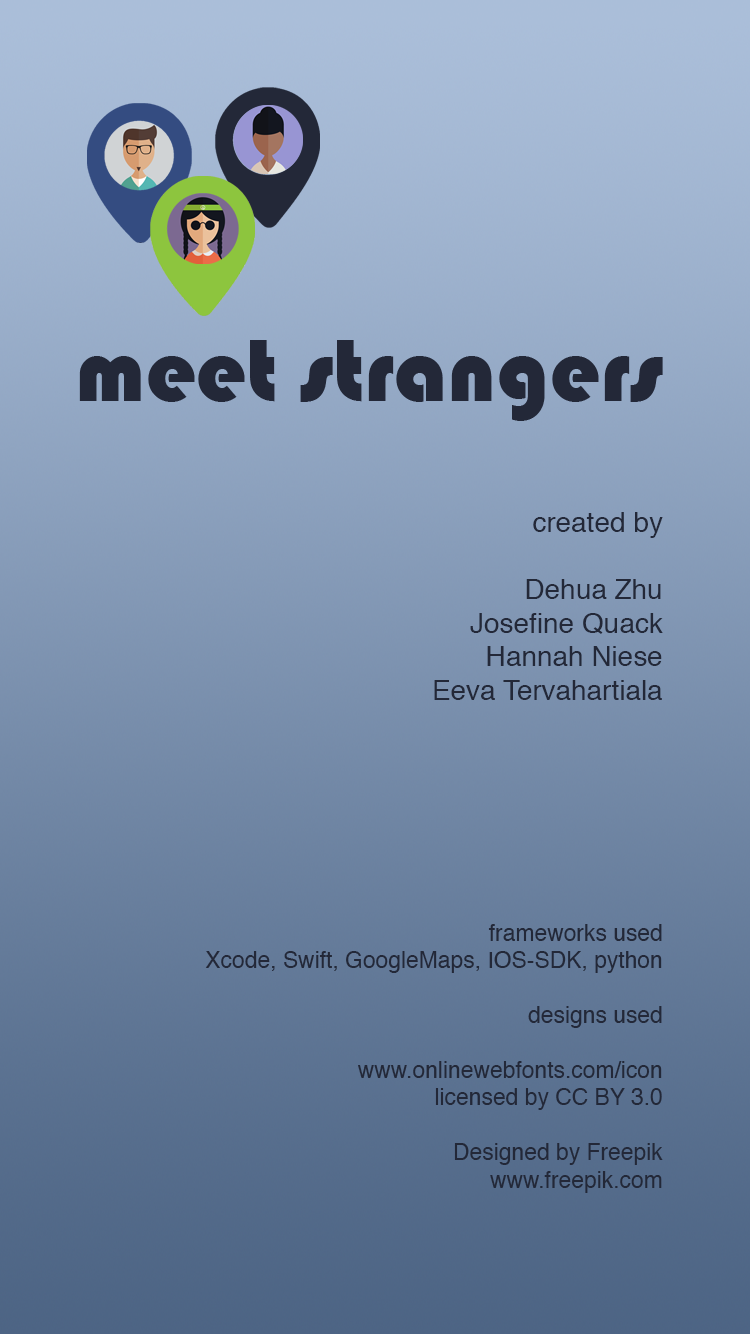 meet strangers
created by
Dehua Zhu
Josefine Quack
Hannah Niese
Eeva Tervahartiala
frameworks used
Xcode, Swift, GoogleMaps, IOS-SDK, python
designs used
www.onlinewebfonts.com/icon
licensed by CC BY 3.0
Designed by Freepik
www.freepik.com